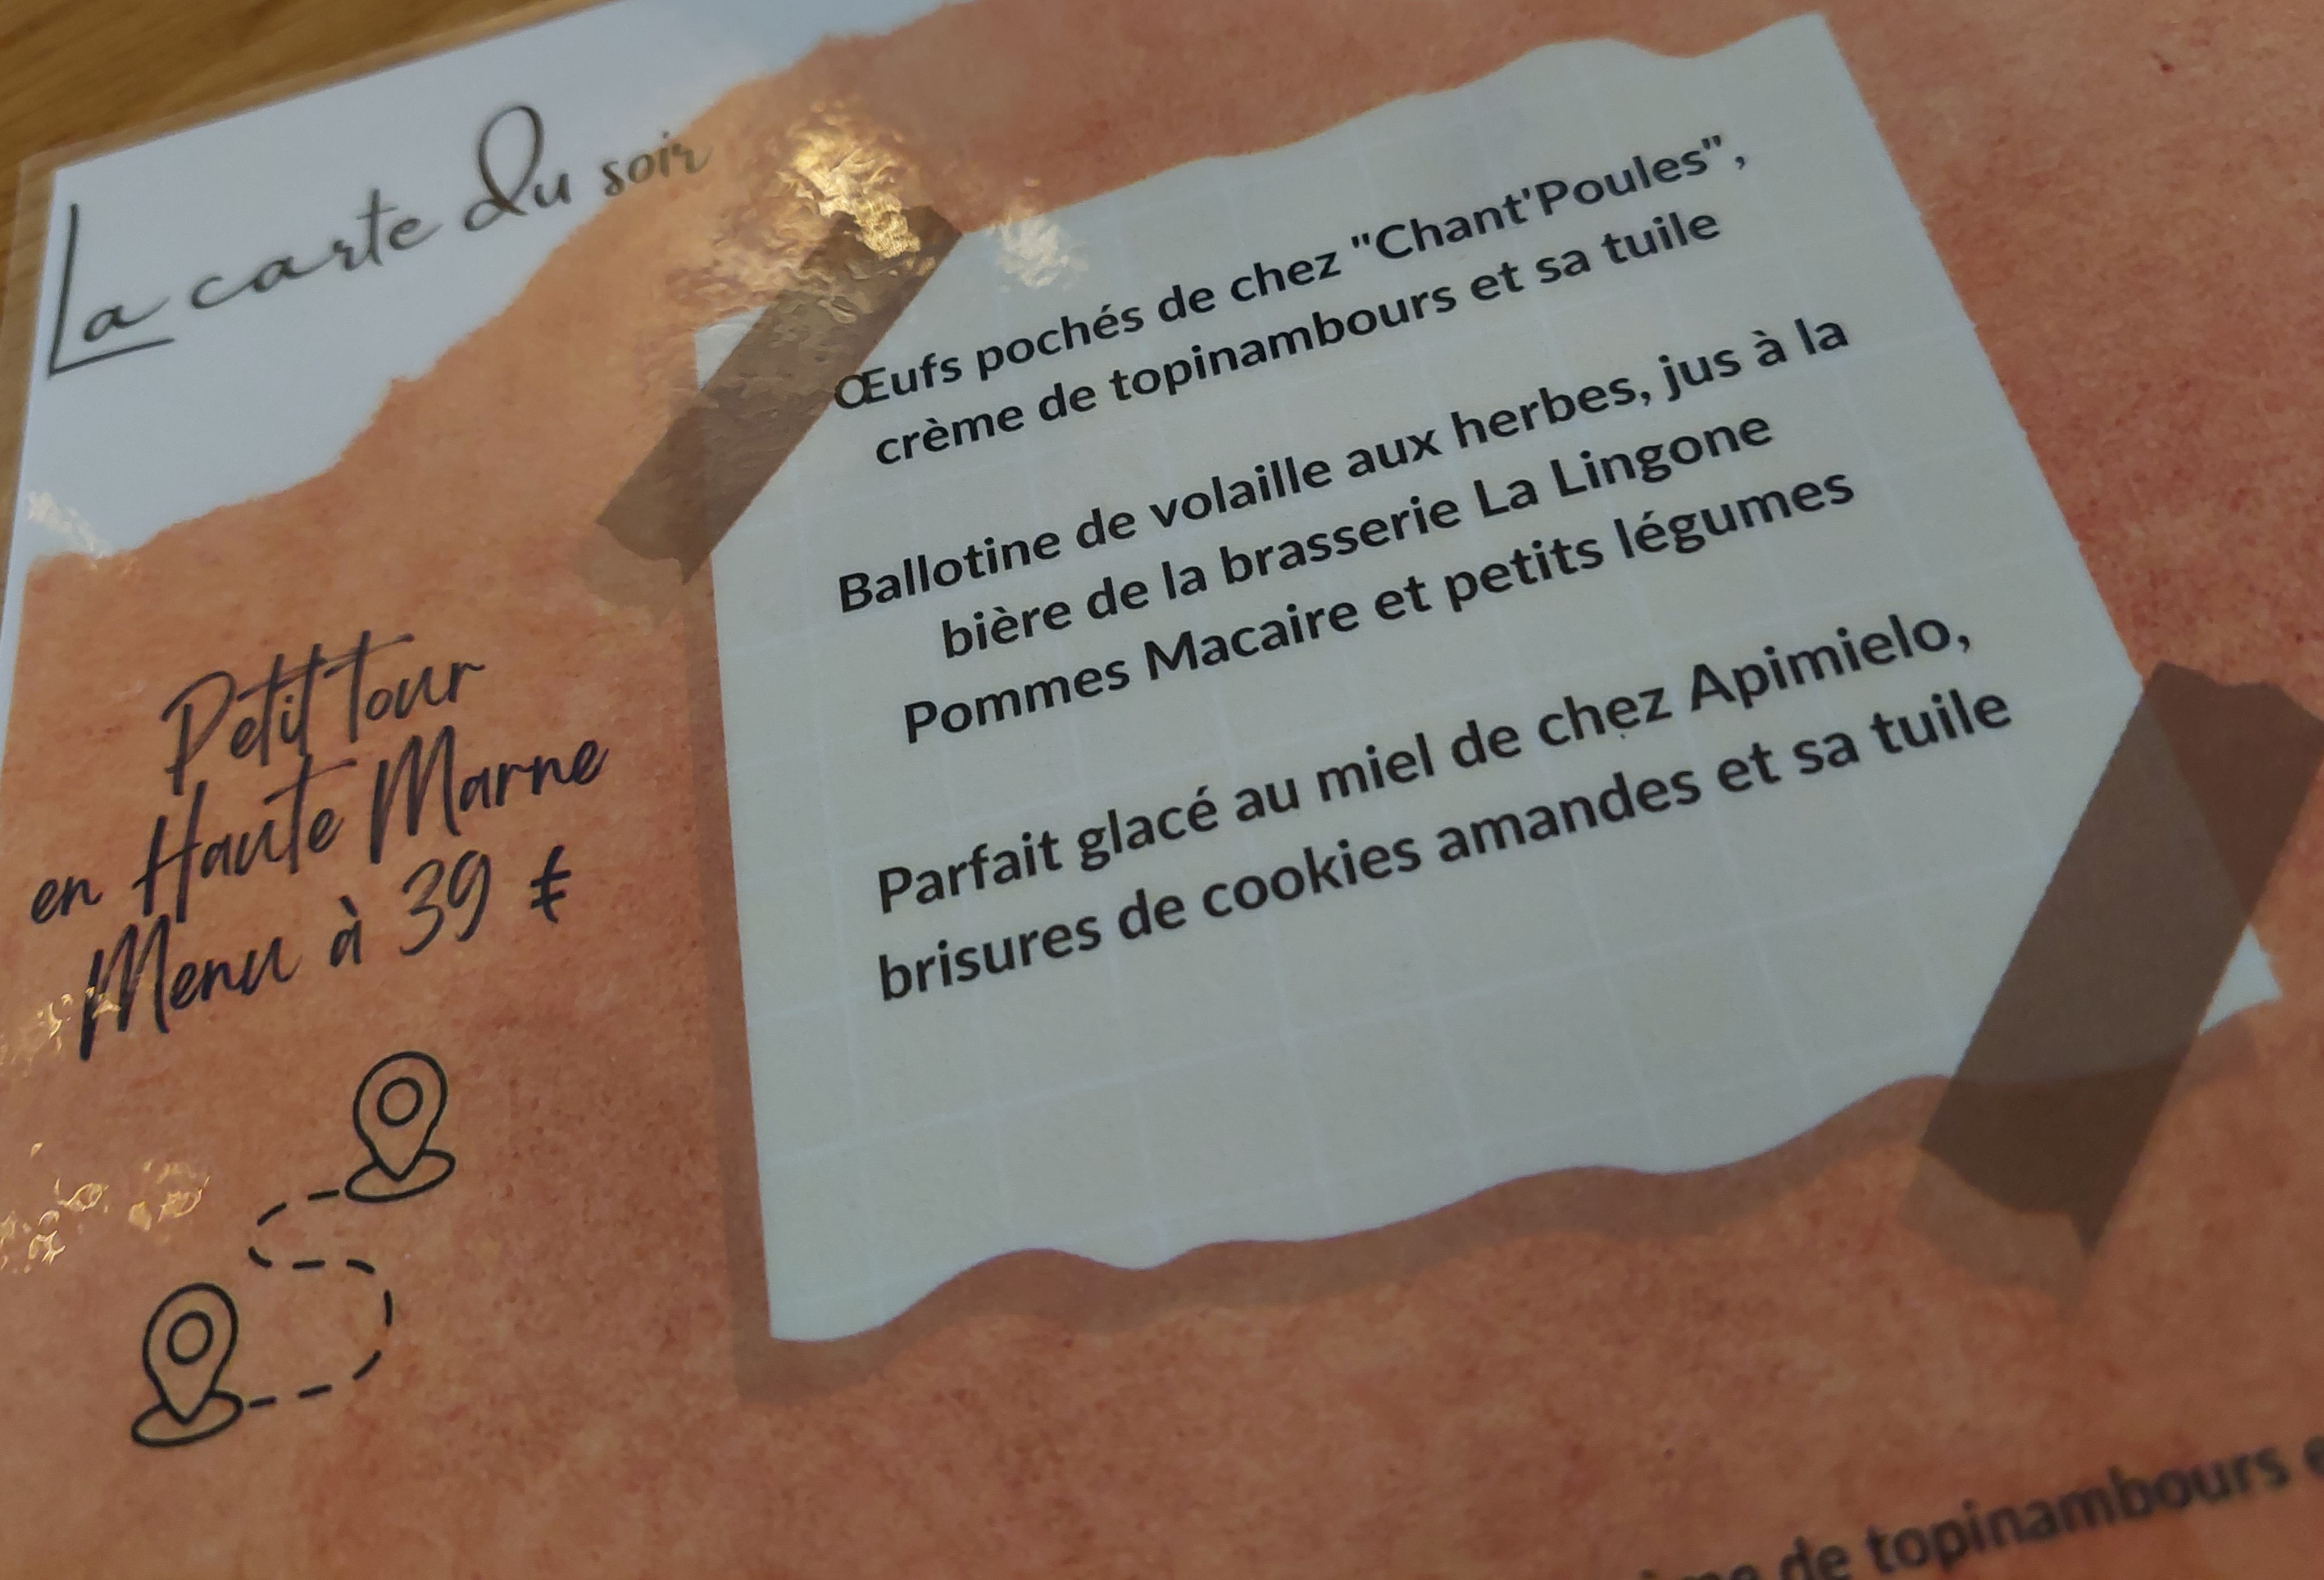 La carte du soir
Petit tour
en Haute Marne
Menu à 39 €
Œufs pochés de chez "Chant'Poules",
crème de topinambours et sa tuile
Ballotine de volaille aux herbes, jus à la
bière de la brasserie La Lingone
Pommes Macaire et petits légumes
Parfait glacé au miel de chez Apimielo,
brisures de cookies amandes et sa tuile
de topinambours